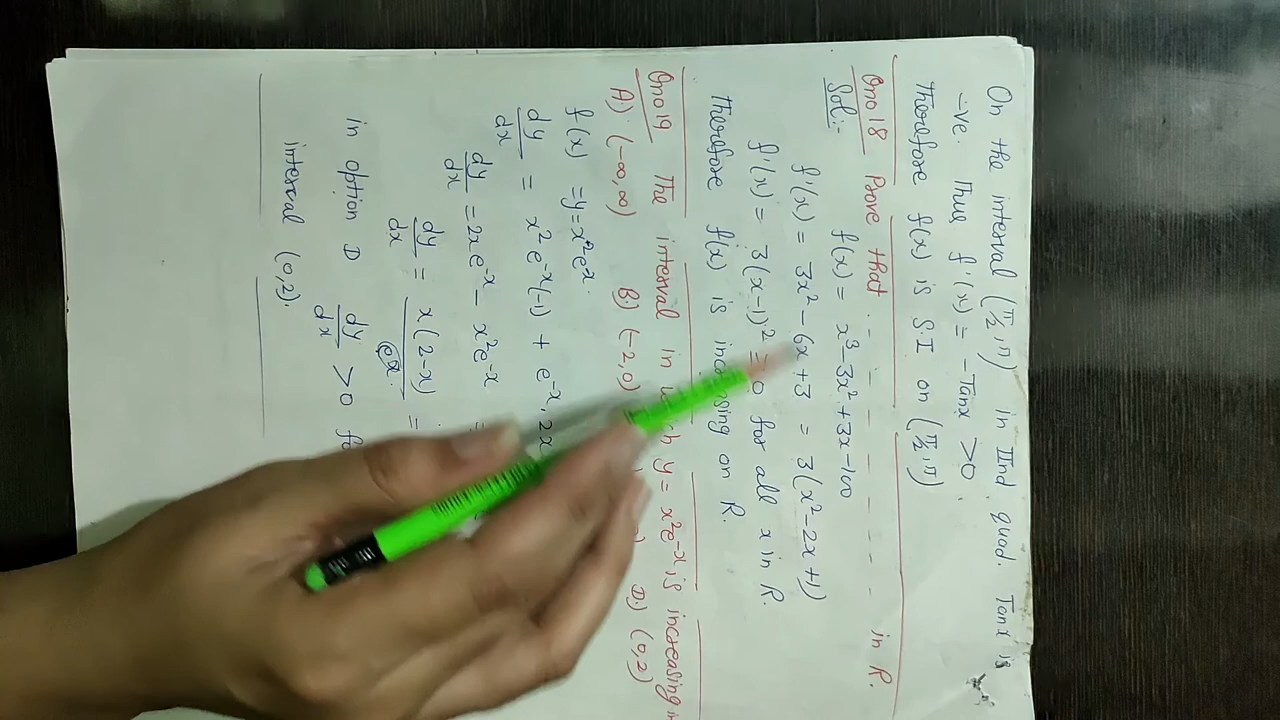 On the interval (π/2, π) in IInd quad. Tanx is
-ve. Thus f'(x) = -Tanx > 0.
Therefore f(x) is S.I on (π/2, π)
Qno18 Prove that - - - - - - - in R.
Sol:- f(x) = x³-3x²+3x-100
f'(x) = 3x² - 6x +3 = 3(x²-2x+1)
f'(x) = 3(x-1)² = 0 for all x in R.
Therefore f(x) is increasing on R.
Qno19 The interval in which y = x²e⁻ˣ, is increasing
A) (-∞, ∞) B.) (-2,0) D.) (0,2)
f(x) = y = x²e⁻ˣ.
dy/dx = x²e⁻ˣ(-1) + e⁻ˣ, 2x
dy/dx = 2xe⁻ˣ - x²e⁻ˣ
dy/dx = x(2-x)/eˣ. =
in option D dy/dx > 0
interval (0,2).